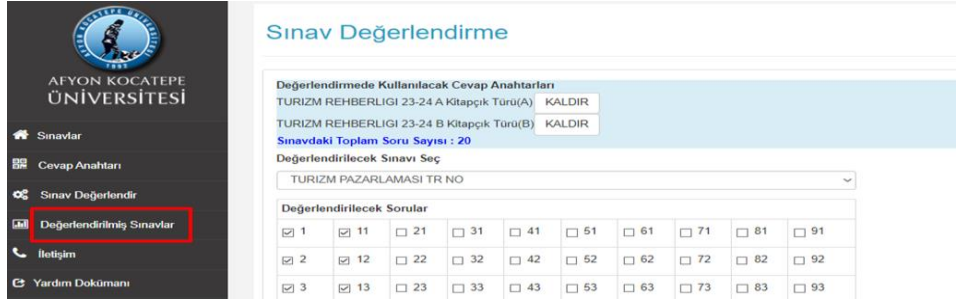 AFYON KOCATEPE ÜNİVERSİTESİ
1992
AFYON KOCATEPE
ÜNİVERSİTESİ
Sınavlar
Cevap Anahtarı
Sınav Değerlendir
Değerlendirilmiş Sınavlar
İletişim
Yardım Dokümanı
Sınav Değerlendirme
Değerlendirmede Kullanılacak Cevap Anahtarları
TURIZM REHBERLIGI 23-24 A Kitapçık Türü(A) KALDIR
TURIZM REHBERLIGI 23-24 B Kitapçık Türü(B) KALDIR
Sınavdaki Toplam Soru Sayısı : 20
Değerlendirilecek Sınavı Seç
TURIZM PAZARLAMASI TR NO
Değerlendirilecek Sorular
1 11 21 31 41 51 61 71 81 91
2 12 22 32 42 52 62 72 82 92
3 13 23 33 43 53 63 73 83 93